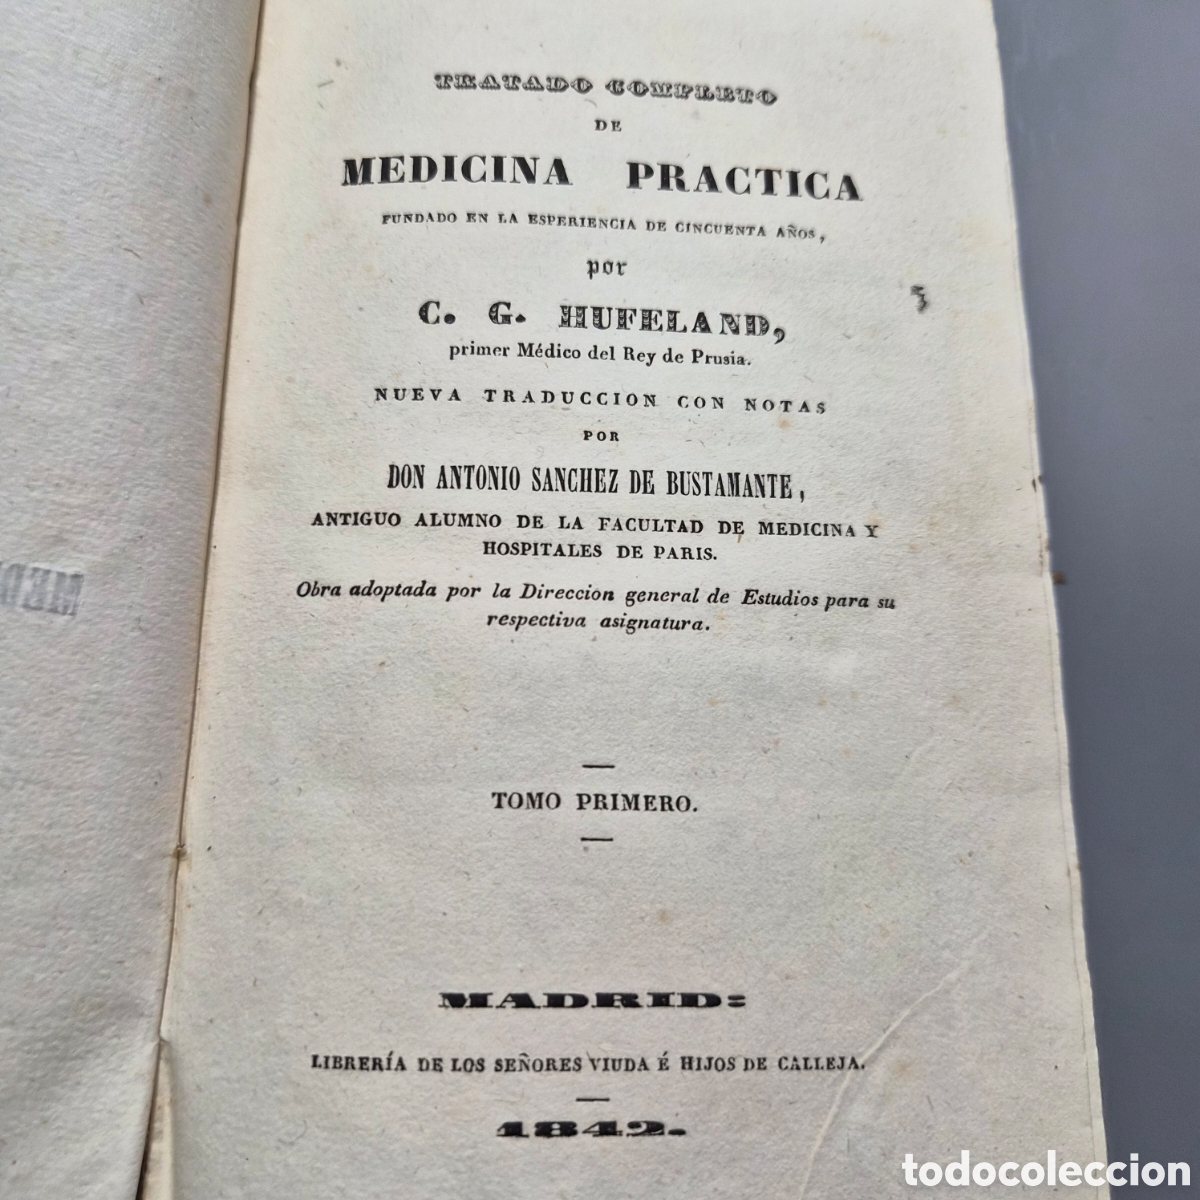 TRATADO COMPLETO
DE
MEDICINA PRACTICA
FUNDADO EN LA ESPERIENCIA DE CINCUENTA AÑOS,
por
C. G. HUFELAND,
primer Médico del Rey de Prusia.
NUEVA TRADUCCION CON NOTAS
POR
DON ANTONIO SANCHEZ DE BUSTAMANTE,
ANTIGUO ALUMNO DE LA FACULTAD DE MEDICINA Y
HOSPITALES DE PARIS.
Obra adoptada por la Direccion general de Estudios para su
respectiva asignatura.
TOMO PRIMERO.
MADRID:
LIBRERÍA DE LOS SEÑORES VIUDA É HIJOS DE CALLEJA.
1842.
todocoleccion